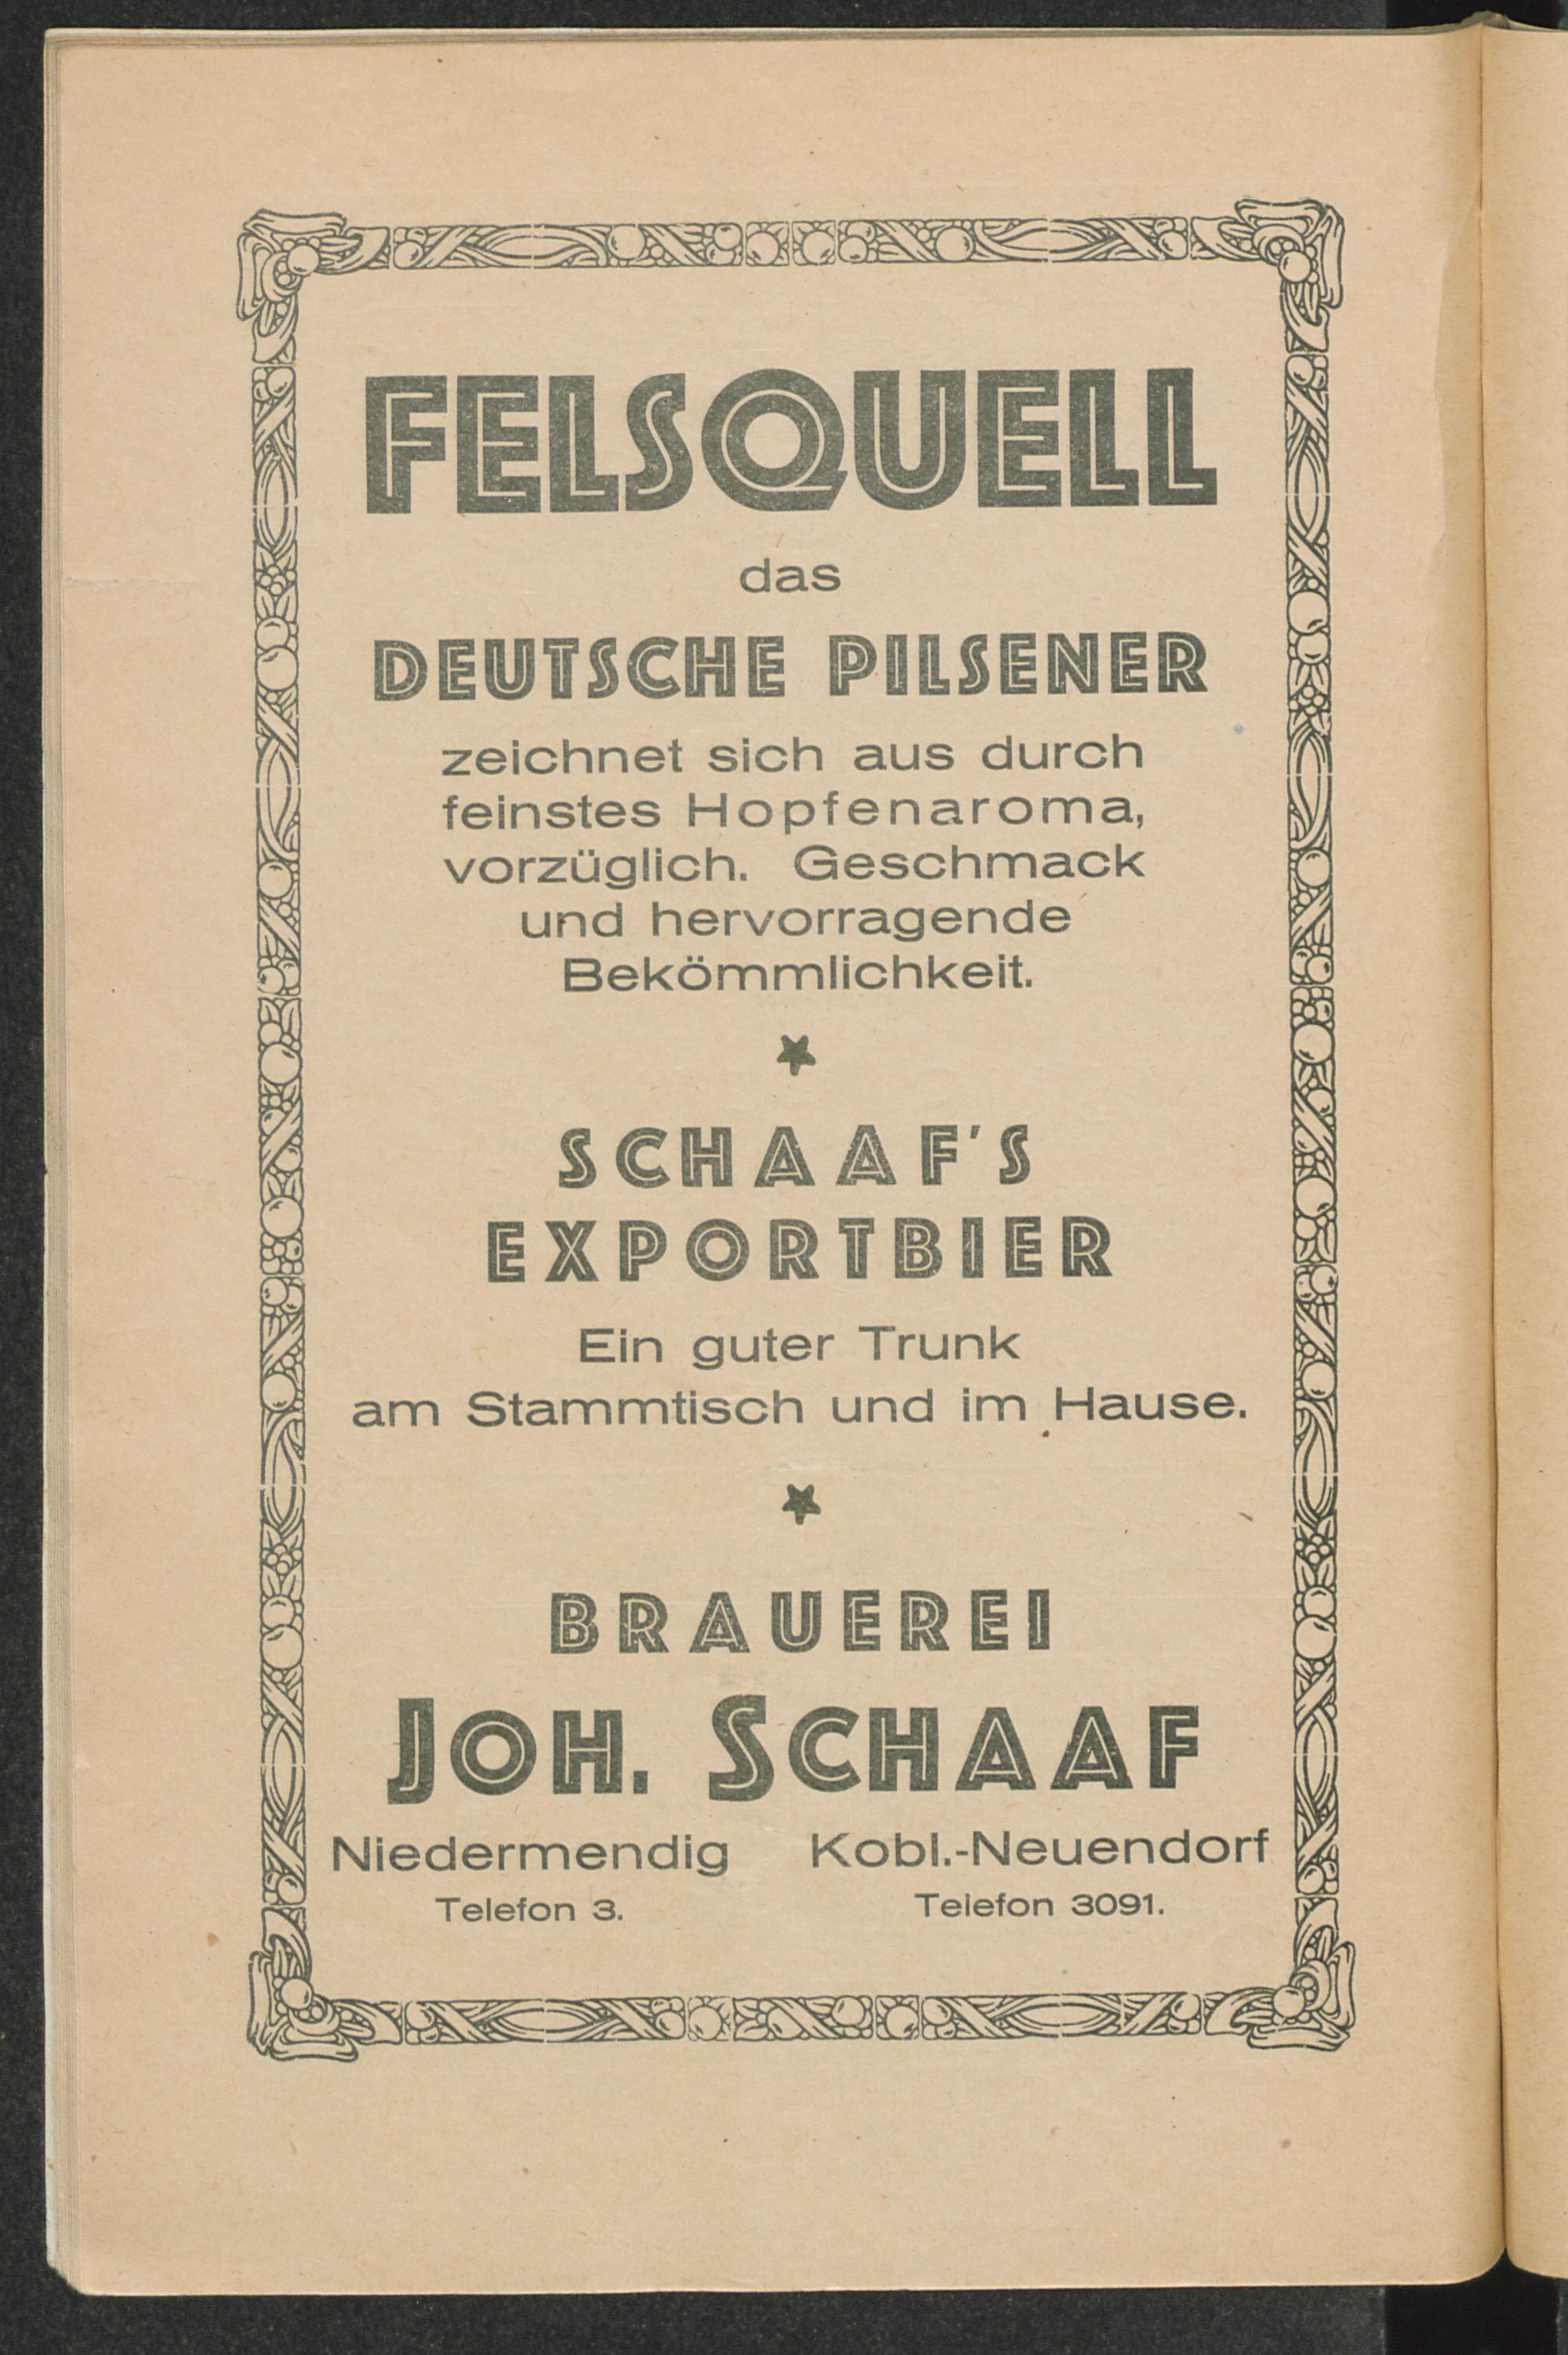 FELSQUELL
das
DEUTSCHE PILSENER
zeichnet sich aus durch
feinstes Hopfenaroma,
vorzüglich. Geschmack
und hervorragende
Bekömmlichkeit.
SCHAAF'S
EXPORTBIER
Ein guter Trunk
am Stammtisch und im Hause.
BRAUEREI
JOH. SCHAAF
Niedermendig Kobl.-Neuendorf
Telefon 3. Telefon 3091.